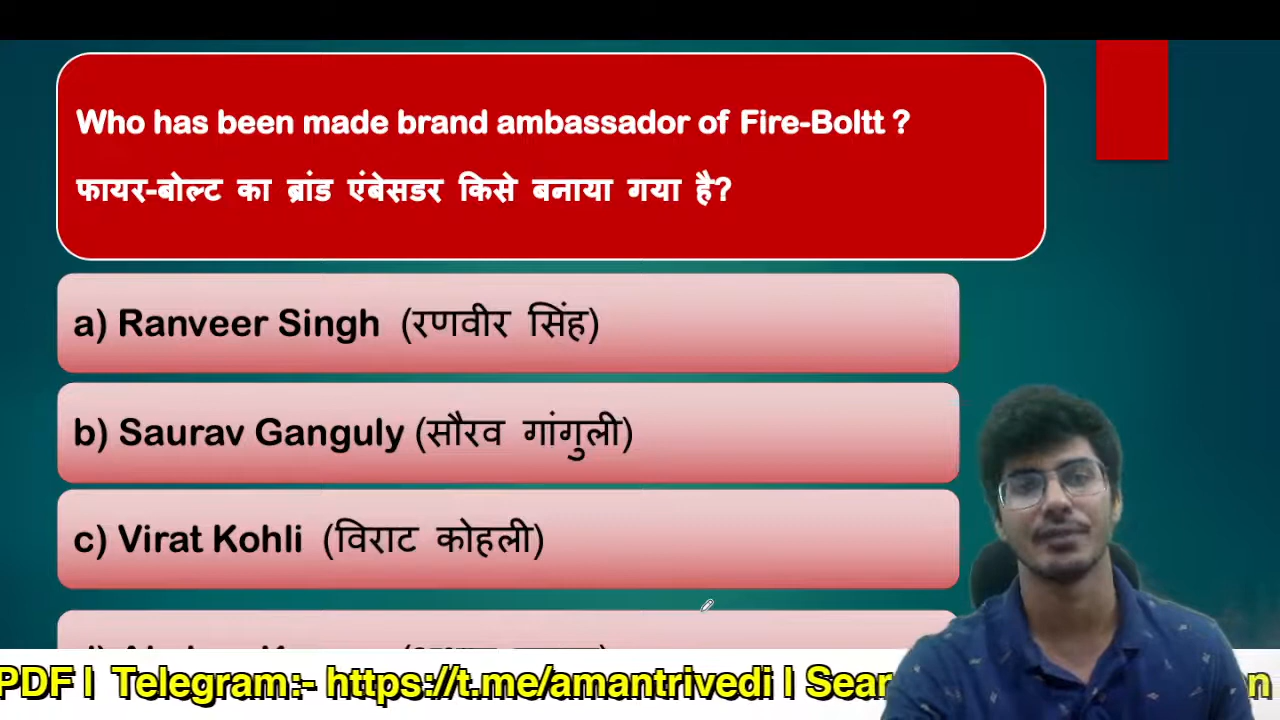 Who has been made brand ambassador of Fire-Boltt ?
फायर-बोल्ट का ब्रांड एंबेसडर किसे बनाया गया है?
a) Ranveer Singh (रणवीर सिंह)
b) Saurav Ganguly (सौरव गांगुली)
c) Virat Kohli (विराट कोहली)
PDF | Telegram:- https://t.me/amantrivedi |